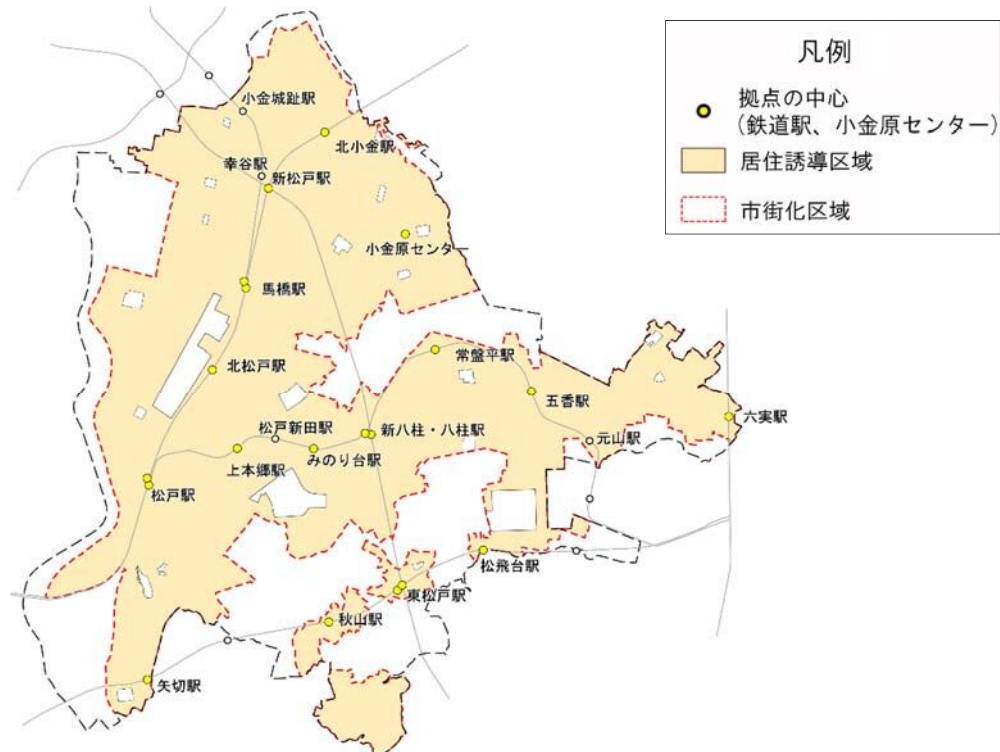 凡例
拠点の中心
(鉄道駅、小金原センター)
居住誘導区域
市街化区域
小金城趾駅
北小金駅
幸谷駅
新松戸駅
小金原センター
馬橋駅
常盤平駅
北松戸駅
五香駅
六実駅
松戸新田駅
新八柱・八柱駅
元山駅
上本郷駅
みのり台駅
松戸駅
松飛台駅
東松戸駅
秋山駅
矢切駅